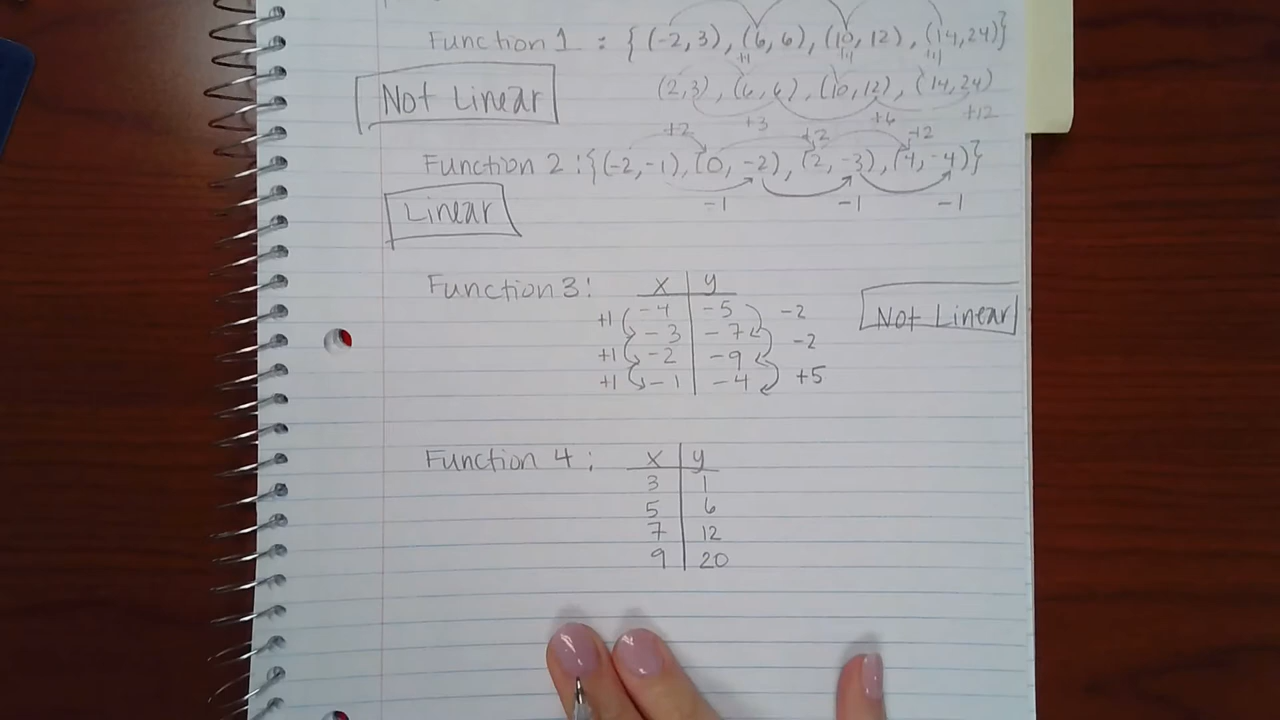 Function 1 : { (-2, 3), (6, 6), (10, 12), (14, 24)}
+4 +4 +4
Not Linear
(2,3), (6, 6), (10, 12), (14, 24)
+3 +6 +12
+2 +2 +2
Function 2 : {(-2, -1), (0, -2), (2, -3), (4, -4)}
-1 -1 -1
Linear
Function 3: x y
-4 -5
+1 -2
-3 -7
-2
+1 -2 -9
+1 -1 -4 +5
Not Linear
Function 4 : x y
3 1
5 6
7 12
9 20